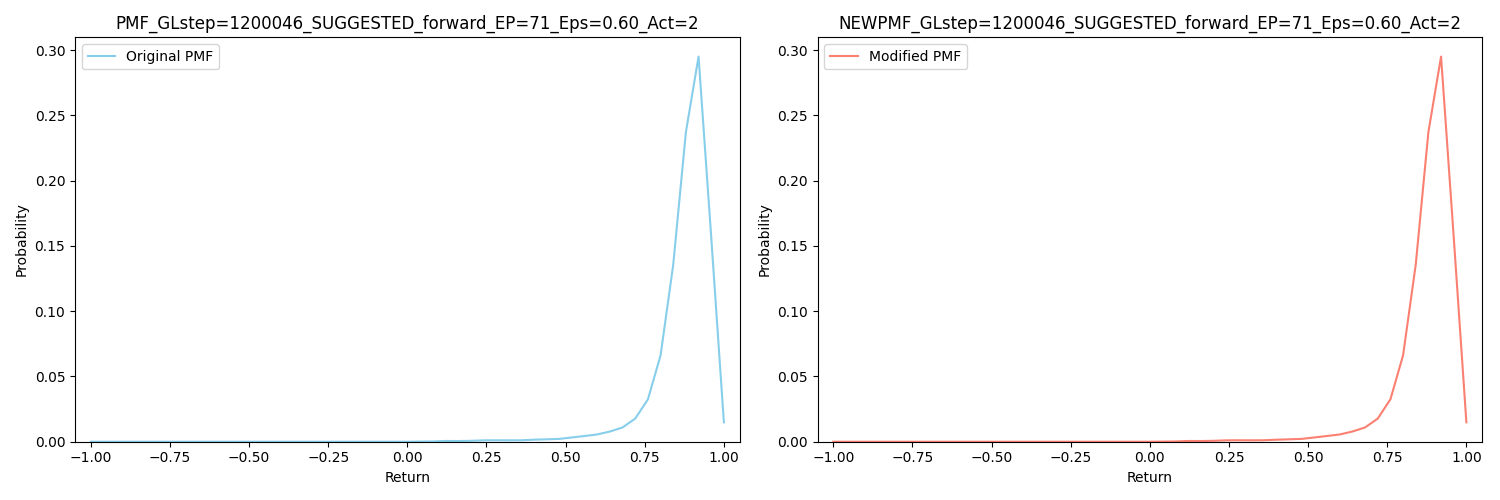 PMF_GLstep=1200046_SUGGESTED_forward_EP=71_Eps=0.60_Act=2
Original PMF
Probability
0.30
0.25
0.20
0.15
0.10
0.05
0.00
−1.00 −0.75 −0.50 −0.25 0.00 0.25 0.50 0.75 1.00
Return
NEWPMF_GLstep=1200046_SUGGESTED_forward_EP=71_Eps=0.60_Act=2
Modified PMF
Probability
0.30
0.25
0.20
0.15
0.10
0.05
0.00
−1.00 −0.75 −0.50 −0.25 0.00 0.25 0.50 0.75 1.00
Return